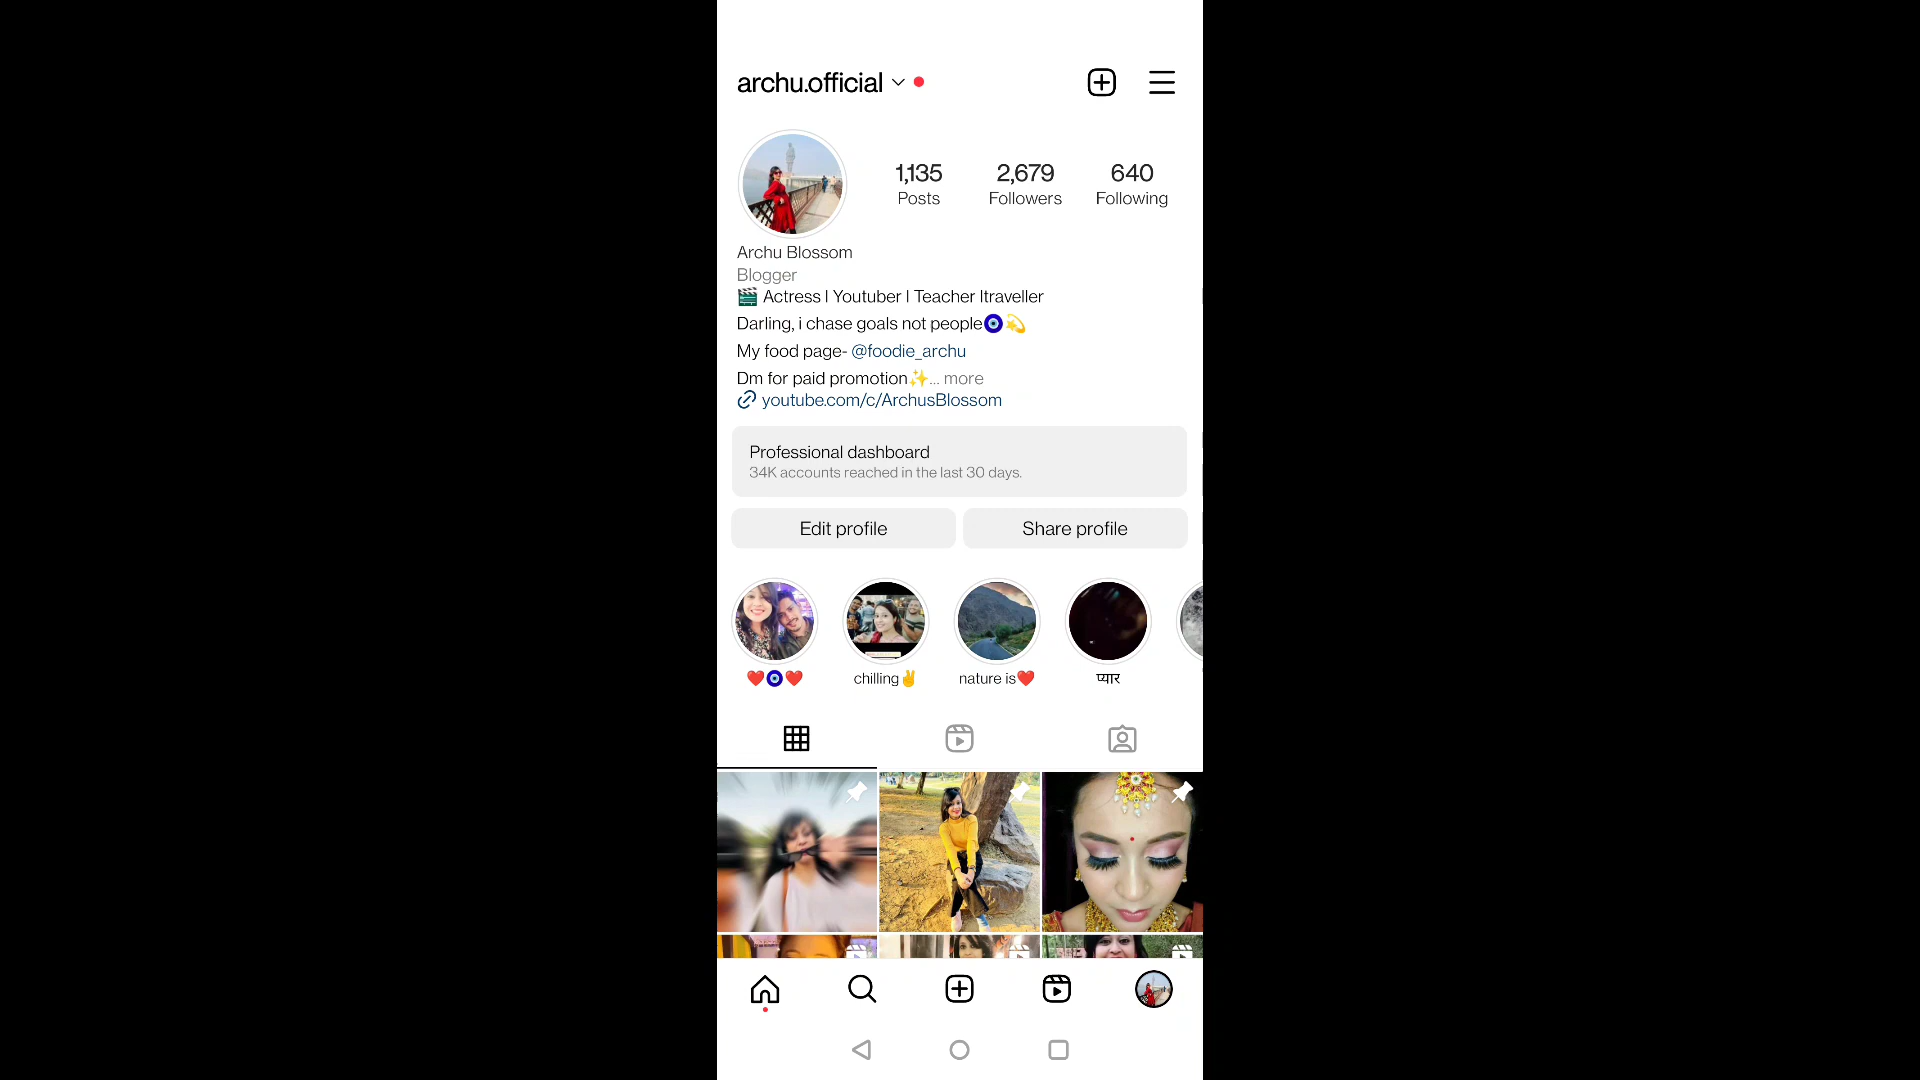 archu.official
1,135 2,679 640
Posts Followers Following
Archu Blossom
Blogger
🎬 Actress l Youtuber l Teacher ltraveller
Darling, i chase goals not people🧿💫
My food page- @foodie_archu
Dm for paid promotion✨... more
youtube.com/c/ArchusBlossom
Professional dashboard
34K accounts reached in the last 30 days.
Edit profile Share profile
❤️🧿❤️ chilling✌️ nature is❤️ प्यार